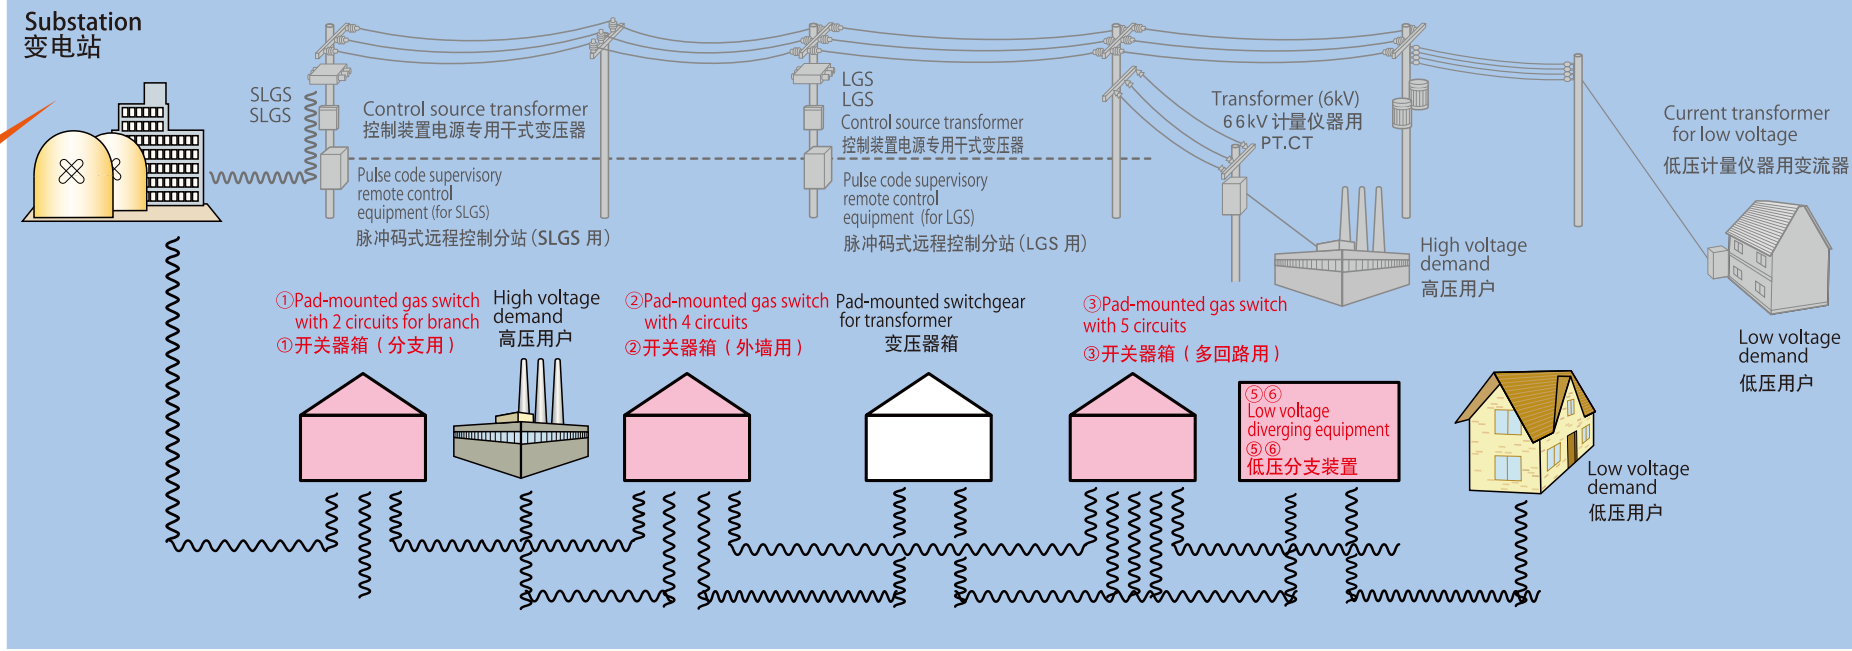 Substation
变电站
SLGS
SLGS
Control source transformer
控制装置电源专用干式变压器
Pulse code supervisory
remote control
equipment (for SLGS)
脉冲码式远程控制分站(SLGS 用)
LGS
LGS
Control source transformer
控制装置电源专用干式变压器
Pulse code supervisory
remote control
equipment (for LGS)
脉冲码式远程控制分站(LGS 用)
Transformer (6kV)
66kV 计量仪器用
PT.CT
High voltage
demand
高压用户
Current transformer
for low voltage
低压计量仪器用变流器
Low voltage
demand
低压用户
①Pad-mounted gas switch
with 2 circuits for branch
①开关器箱(分支用)
High voltage
demand
高压用户
②Pad-mounted gas switch
with 4 circuits
②开关器箱(外墙用)
Pad-mounted switchgear
for transformer
变压器箱
③Pad-mounted gas switch
with 5 circuits
③开关器箱(多回路用)
⑤⑥
Low voltage
diverging equipment
⑤⑥
低压分支装置
Low voltage
demand
低压用户